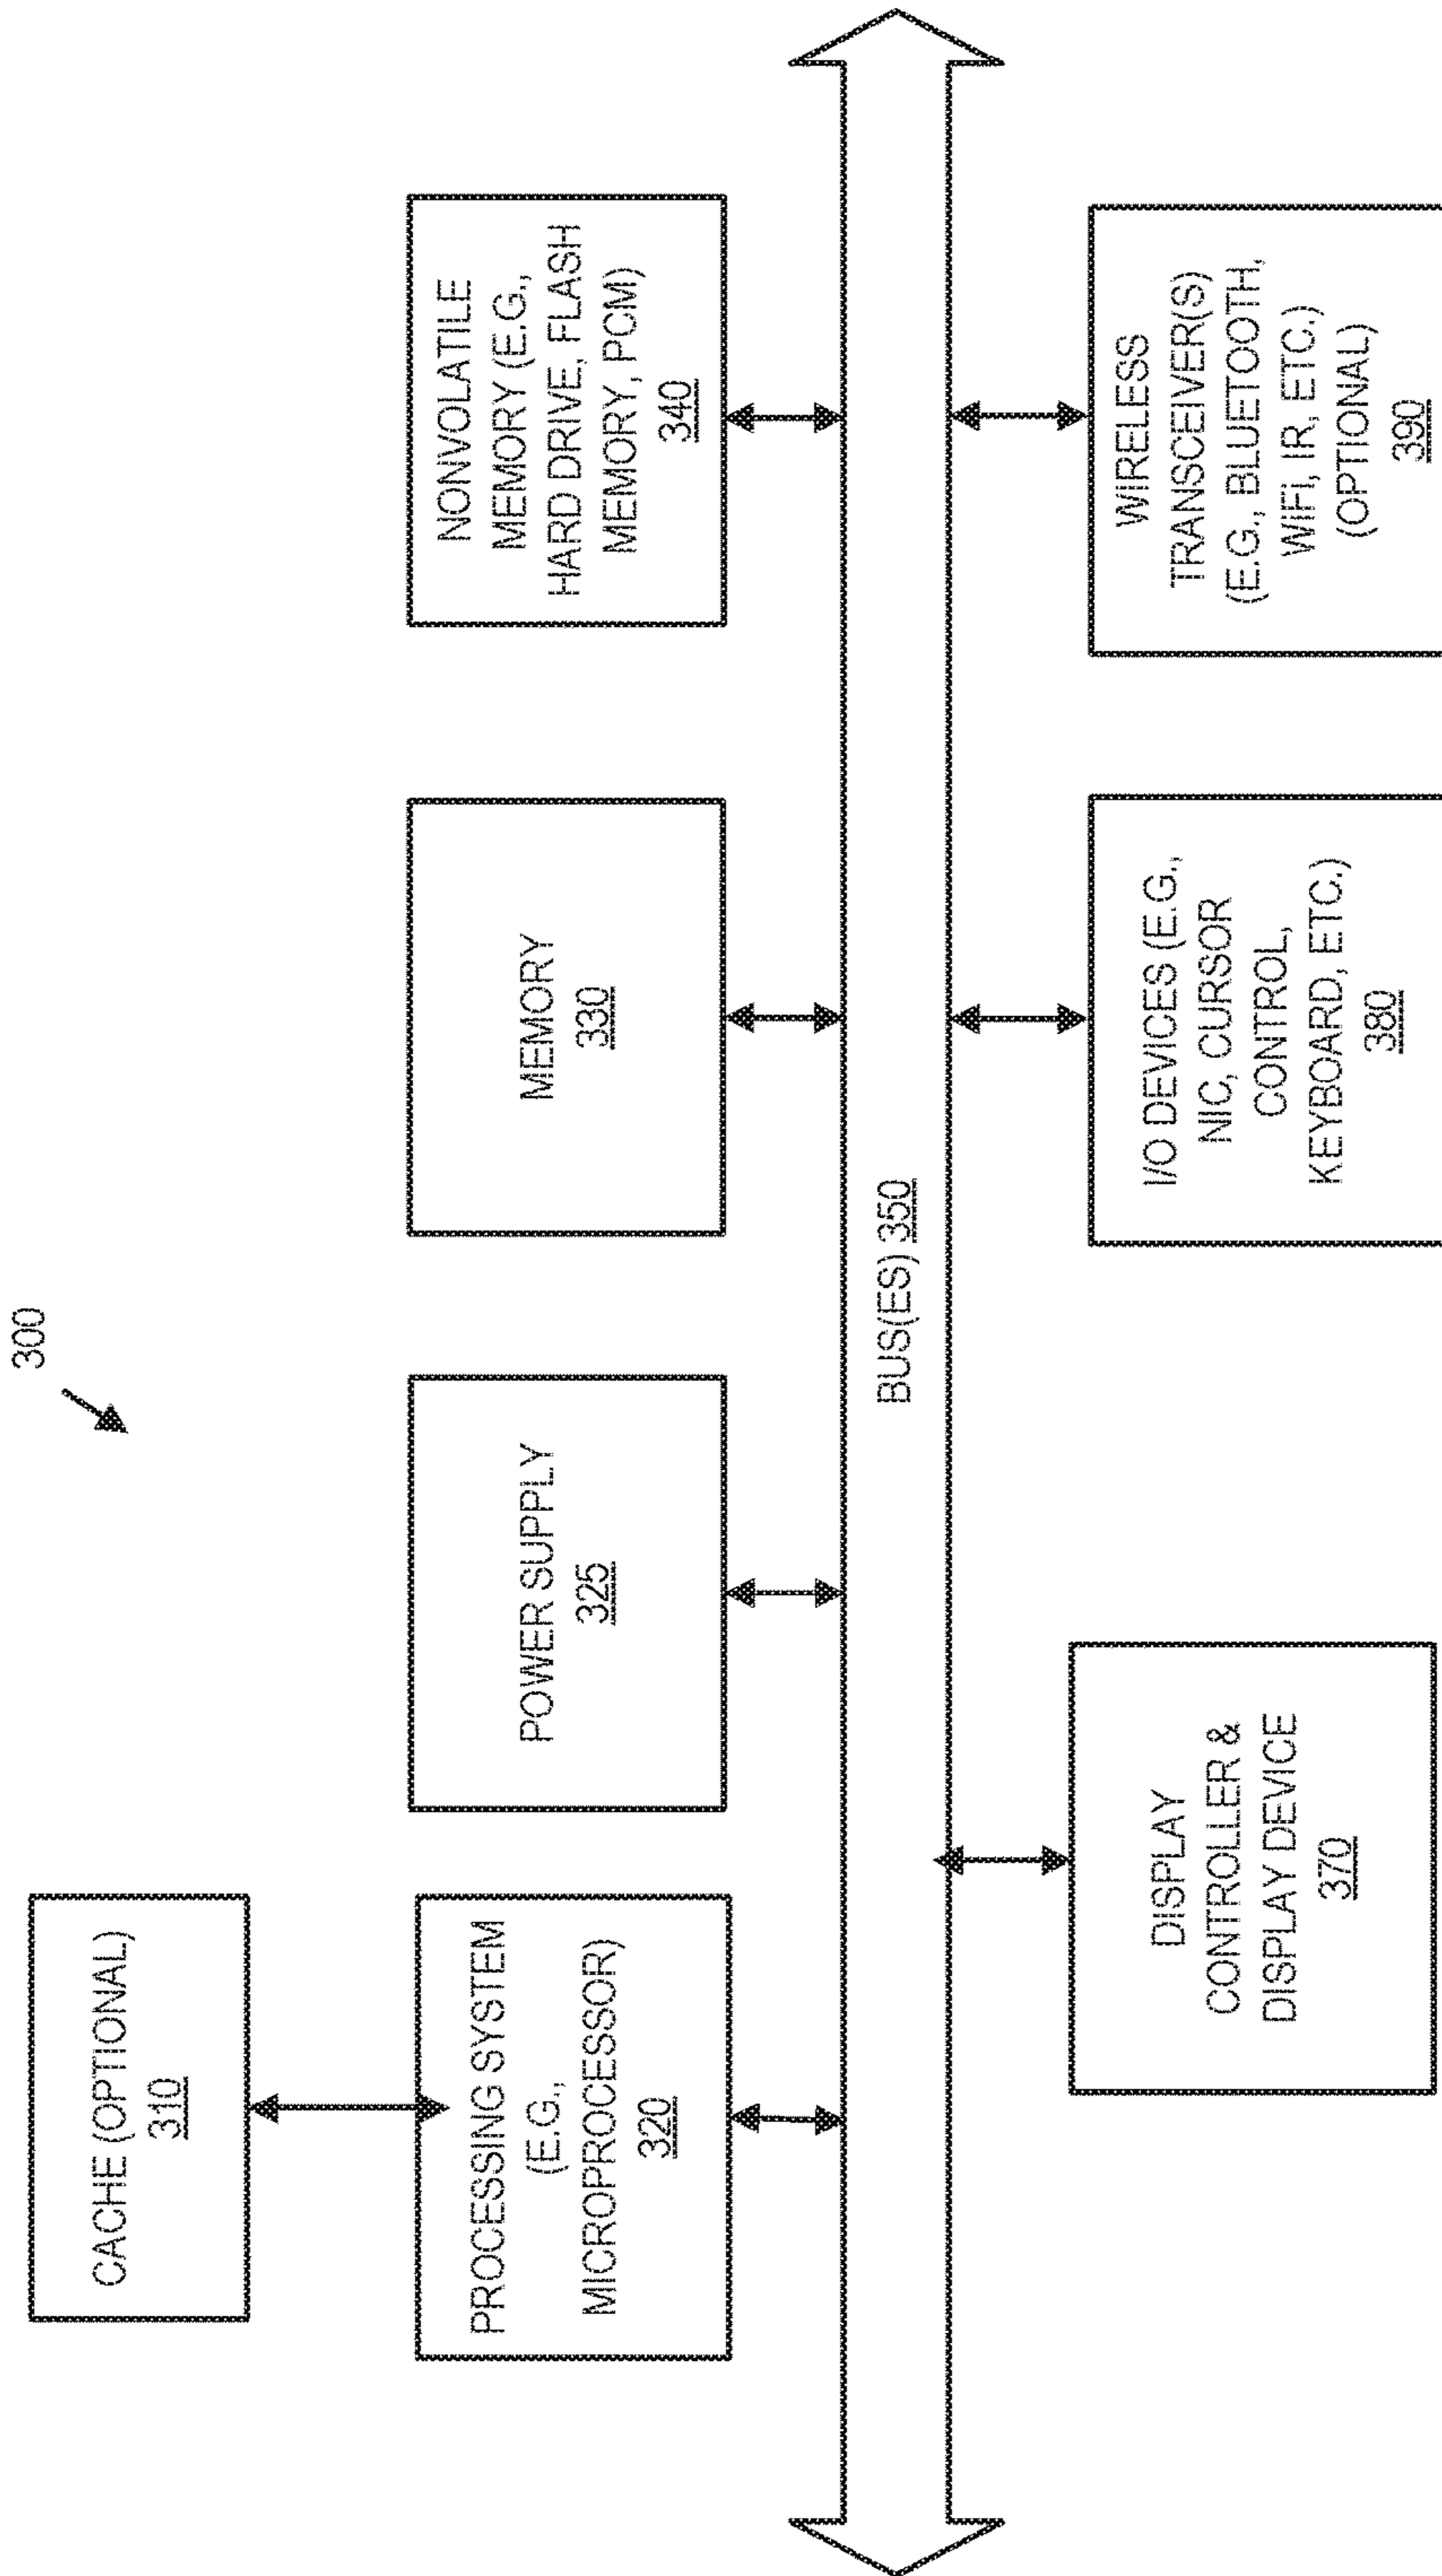 300
CACHE (OPTIONAL)
310
PROCESSING SYSTEM
(E.G.,
MICROPROCESSOR)
320
POWER SUPPLY
325
MEMORY
330
NONVOLATILE
MEMORY (E.G.,
HARD DRIVE, FLASH
MEMORY, PCM)
340
BUS(ES) 350
DISPLAY
CONTROLLER &
DISPLAY DEVICE
370
I/O DEVICES (E.G.,
NIC, CURSOR
CONTROL,
KEYBOARD, ETC.)
380
WIRELESS
TRANSCEIVER(S)
(E.G., BLUETOOTH,
WIFI, IR, ETC.)
(OPTIONAL)
390